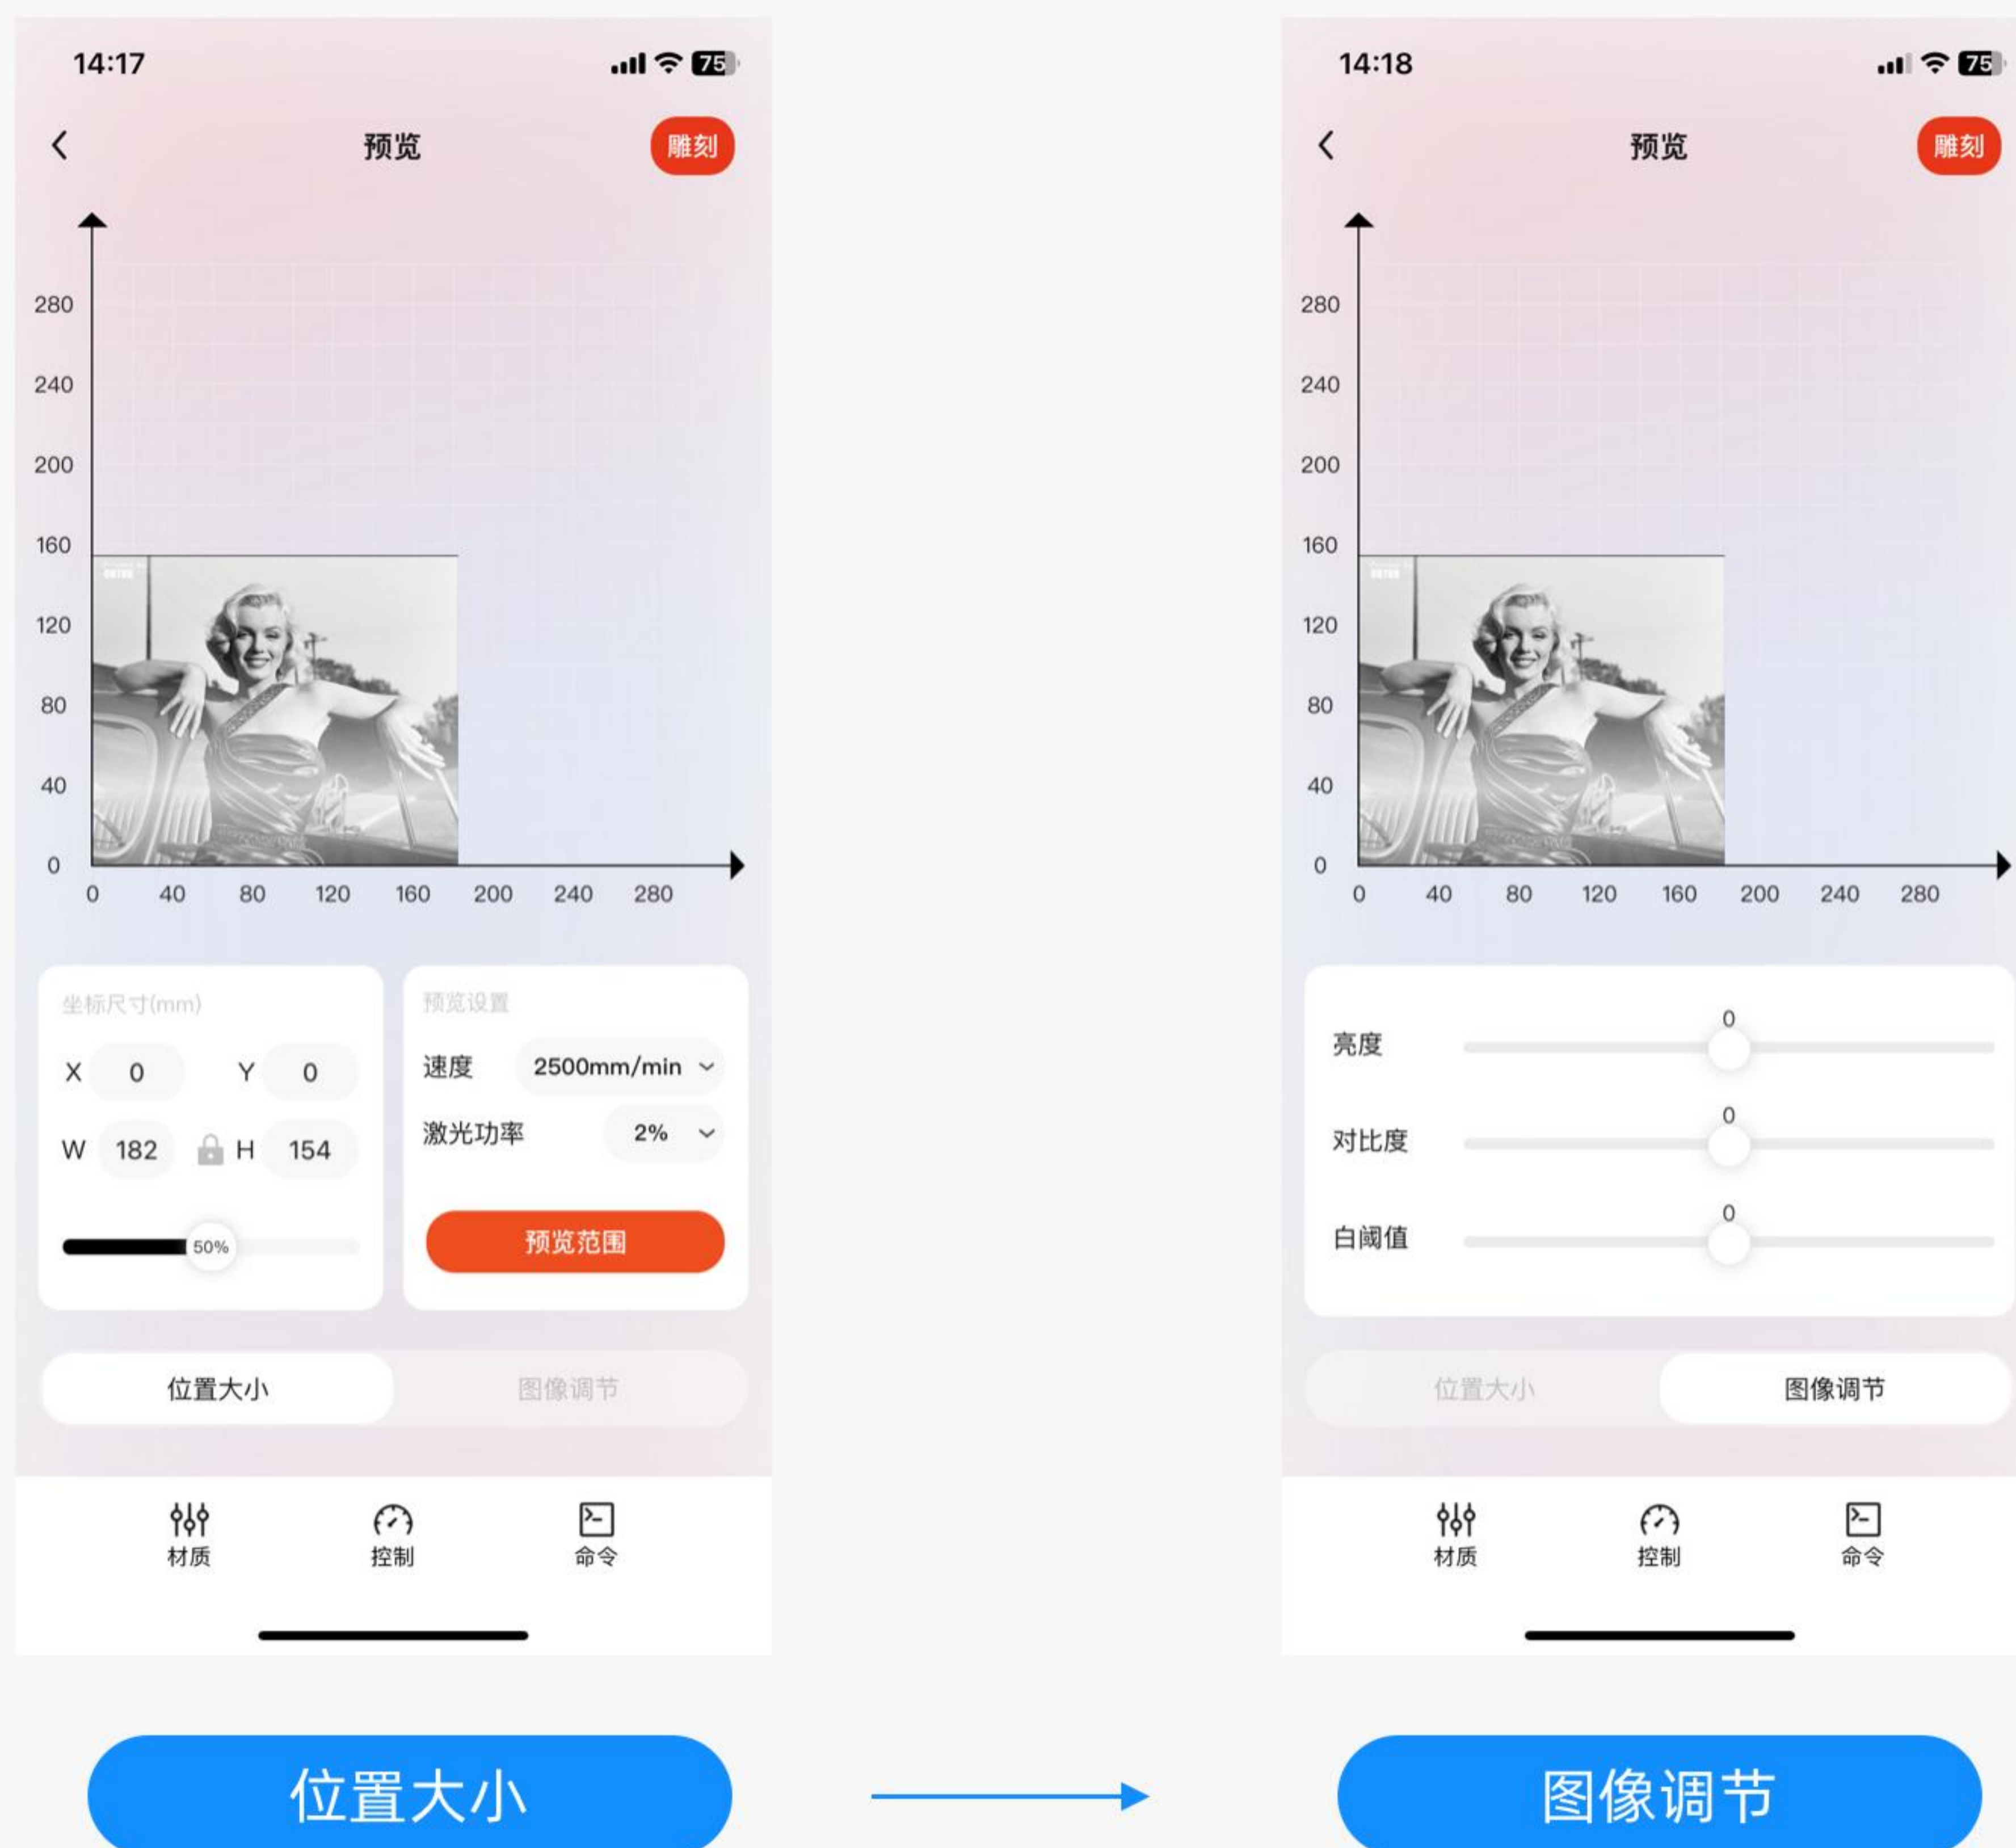 14:17
75
预览
雕刻
280
240
200
160
120
80
40
0
0 40 80 120 160 200 240 280
坐标尺寸(mm)
X 0 Y 0
W 182 H 154
50%
预览设置
速度 2500mm/min
激光功率 2%
预览范围
位置大小 图像调节
材质 控制 命令
位置大小
14:18
75
预览
雕刻
280
240
200
160
120
80
40
0
0 40 80 120 160 200 240 280
0
亮度
0
对比度
0
白阈值
位置大小 图像调节
材质 控制 命令
图像调节